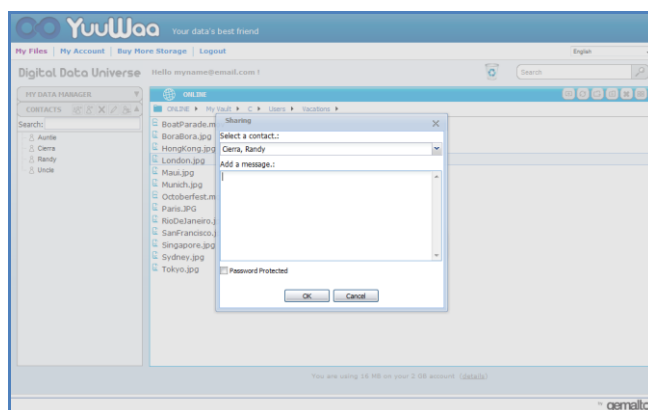 YuuWaa Your data's best friend
My Files | My Account | Buy More Storage | Logout
English
Digital Data Universe
Hello myname@email.com !
Search
MY DATA MANAGER
ONLINE
CONTACTS
ONLINE My Vault C Users Vacations
Search:
Auntie
Cierra
Randy
Uncle
BoatParade.m
BoraBora.jpg
HongKong.jpg
London.jpg
Maui.jpg
Munich.jpg
Octoberfest.m
Paris.JPG
RioDeJaneiro.j
SanFrancisco.j
Singapore.jpg
Sydney.jpg
Tokyo.jpg
Sharing
Select a contact.:
Cierra, Randy
Add a message.:
Password Protected
OK
Cancel
You are using 16 MB on your 2 GB account (details)
by gemalto